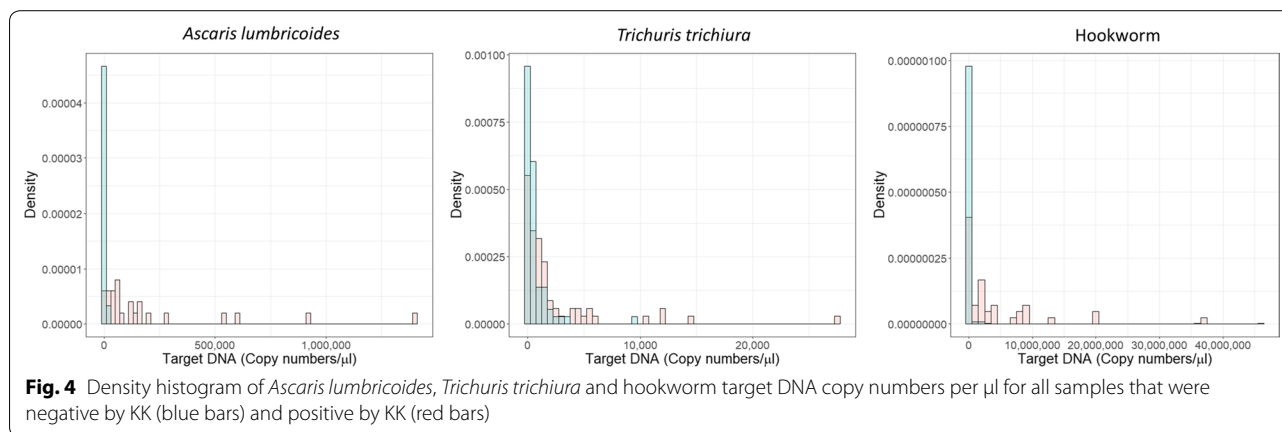 Ascaris lumbricoides
Trichuris trichiura
Hookworm
Density
0.00004
0.00003
0.00002
0.00001
0.00000
0
500,000
1,000,000
Target DNA (Copy numbers/µl)
Density
0.00100
0.00075
0.00050
0.00025
0.00000
0
10,000
20,000
Target DNA (Copy numbers/µl)
Density
0.00000100
0.00000075
0.00000050
0.00000025
0.00000000
0
10,000,000
20,000,000
30,000,000
40,000,000
Target DNA (Copy numbers/µl)
Fig. 4 Density histogram of Ascaris lumbricoides, Trichuris trichiura and hookworm target DNA copy numbers per µl for all samples that were
negative by KK (blue bars) and positive by KK (red bars)